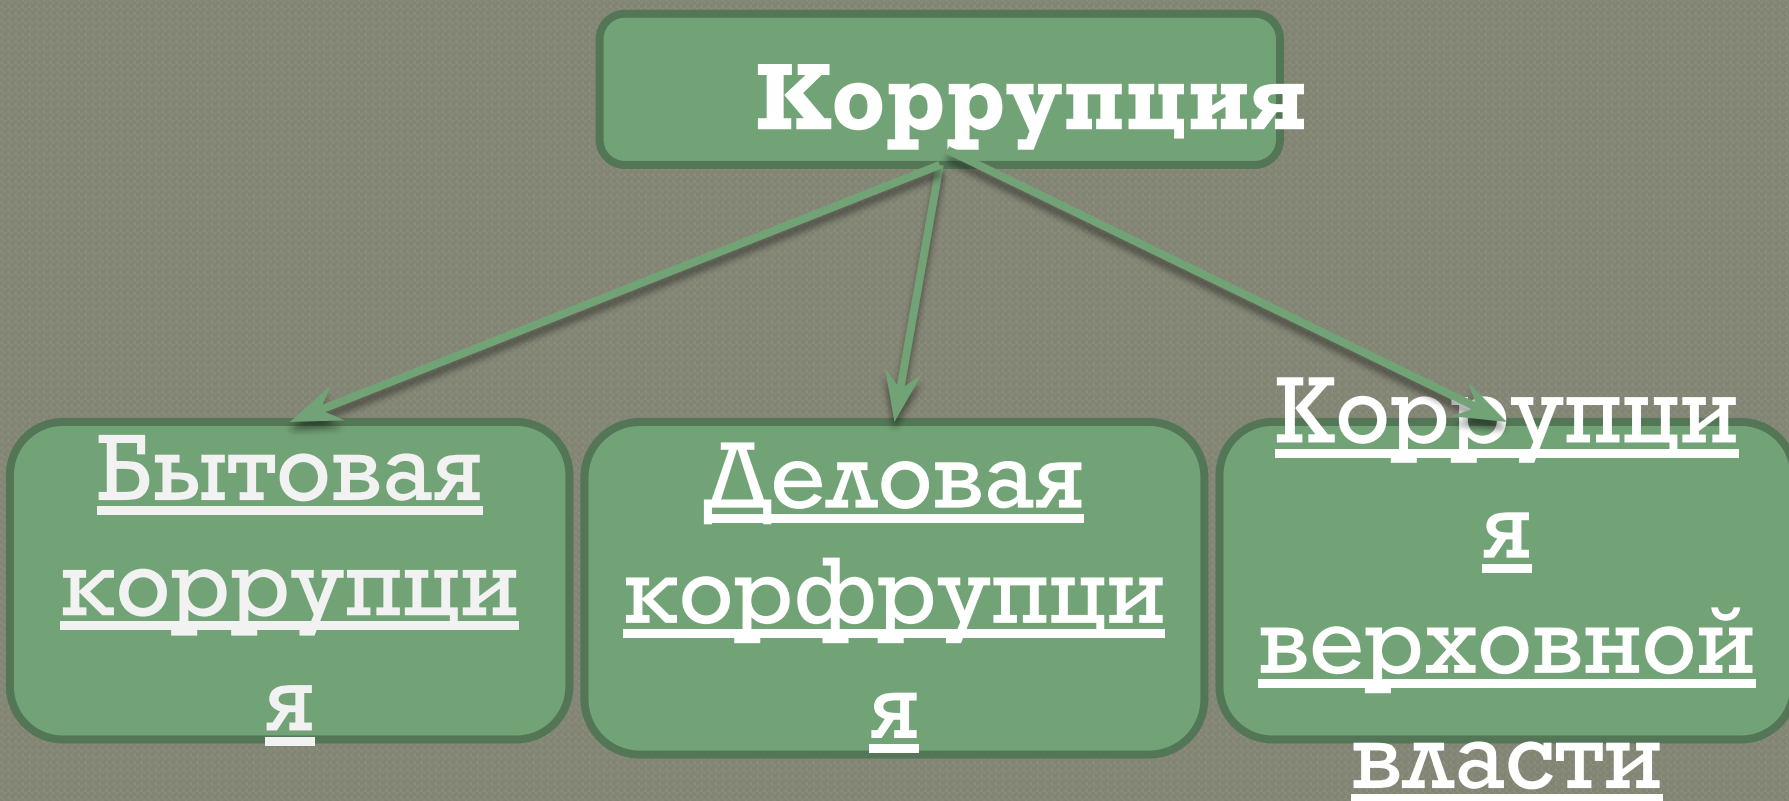 Коррупция
Бытовая
коррупци
я
Деловая
корфрупци
я
Коррупци
я
верховной
власти